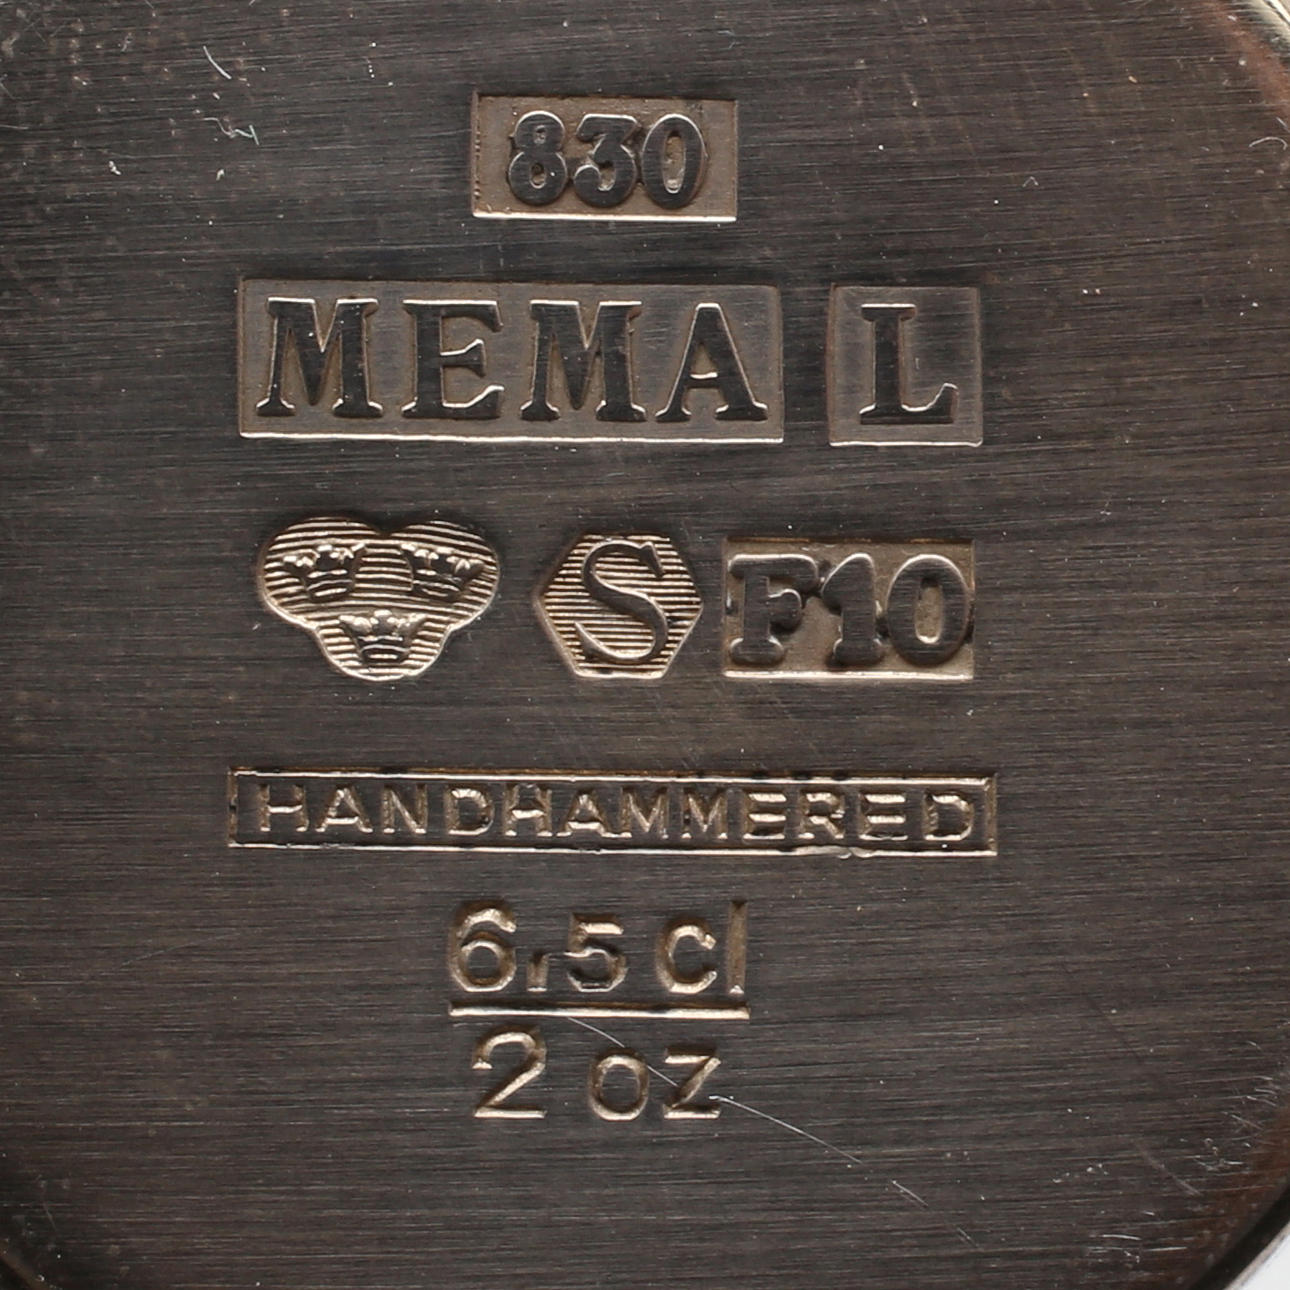 830
MEMA L
S F10
HANDHAMMERED
6,5 cl
2 oz